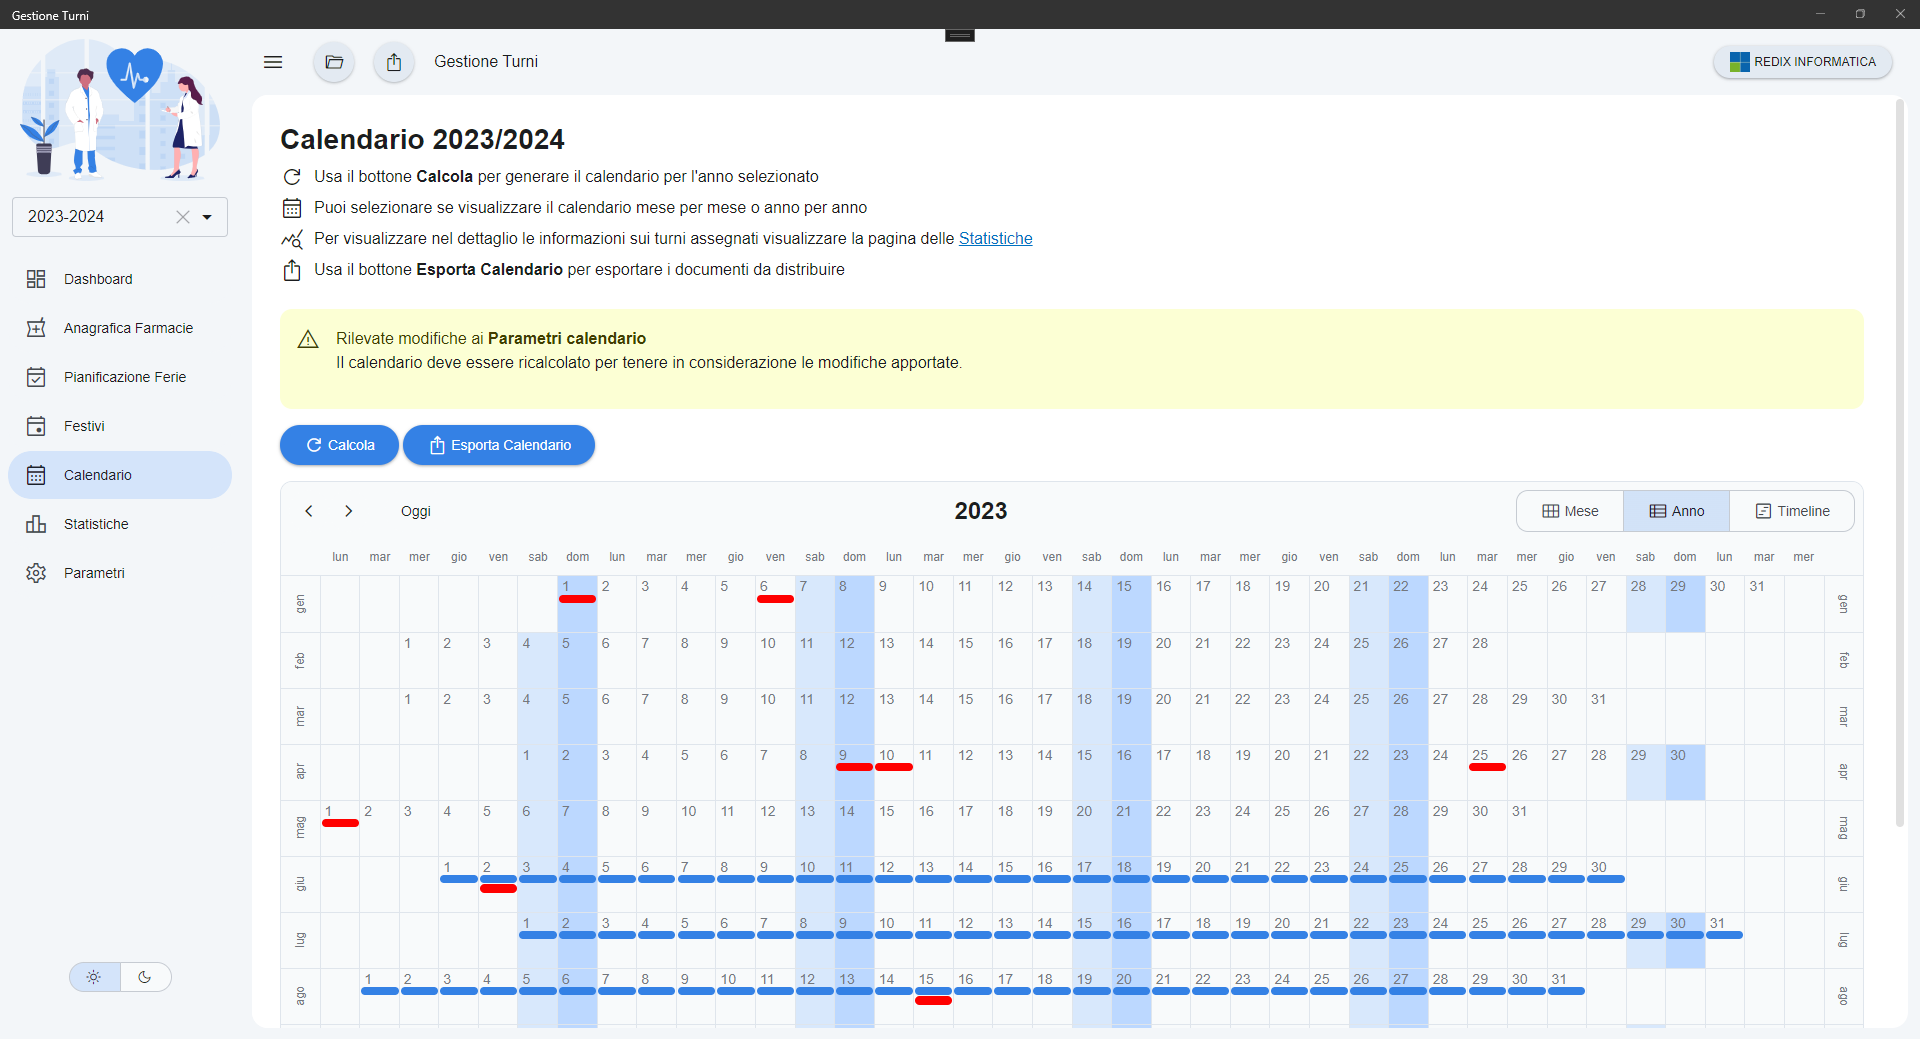 Gestione Turni
Gestione Turni
REDIX INFORMATICA
2023-2024
Dashboard
Anagrafica Farmacie
Pianificazione Ferie
Festivi
Calendario
Statistiche
Parametri
Calendario 2023/2024
Usa il bottone Calcola per generare il calendario per l'anno selezionato
Puoi selezionare se visualizzare il calendario mese per mese o anno per anno
Per visualizzare nel dettaglio le informazioni sui turni assegnati visualizzare la pagina delle Statistiche
Usa il bottone Esporta Calendario per esportare i documenti da distribuire
Rilevate modifiche ai Parametri calendario
Il calendario deve essere ricalcolato per tenere in considerazione le modifiche apportate.
Calcola Esporta Calendario
Oggi 2023 Mese Anno Timeline
lun mar mer gio ven sab dom lun mar mer gio ven sab dom lun mar mer gio ven sab dom lun mar mer gio ven sab dom lun mar mer gio ven sab dom lun mar mer
gen 1 2 3 4 5 6 7 8 9 10 11 12 13 14 15 16 17 18 19 20 21 22 23 24 25 26 27 28 29 30 31 gen
feb 1 2 3 4 5 6 7 8 9 10 11 12 13 14 15 16 17 18 19 20 21 22 23 24 25 26 27 28 feb
mar 1 2 3 4 5 6 7 8 9 10 11 12 13 14 15 16 17 18 19 20 21 22 23 24 25 26 27 28 29 30 31 mar
apr 1 2 3 4 5 6 7 8 9 10 11 12 13 14 15 16 17 18 19 20 21 22 23 24 25 26 27 28 29 30 apr
mag 1 2 3 4 5 6 7 8 9 10 11 12 13 14 15 16 17 18 19 20 21 22 23 24 25 26 27 28 29 30 31 mag
giu 1 2 3 4 5 6 7 8 9 10 11 12 13 14 15 16 17 18 19 20 21 22 23 24 25 26 27 28 29 30 giu
lug 1 2 3 4 5 6 7 8 9 10 11 12 13 14 15 16 17 18 19 20 21 22 23 24 25 26 27 28 29 30 31 lug
ago 1 2 3 4 5 6 7 8 9 10 11 12 13 14 15 16 17 18 19 20 21 22 23 24 25 26 27 28 29 30 31 ago